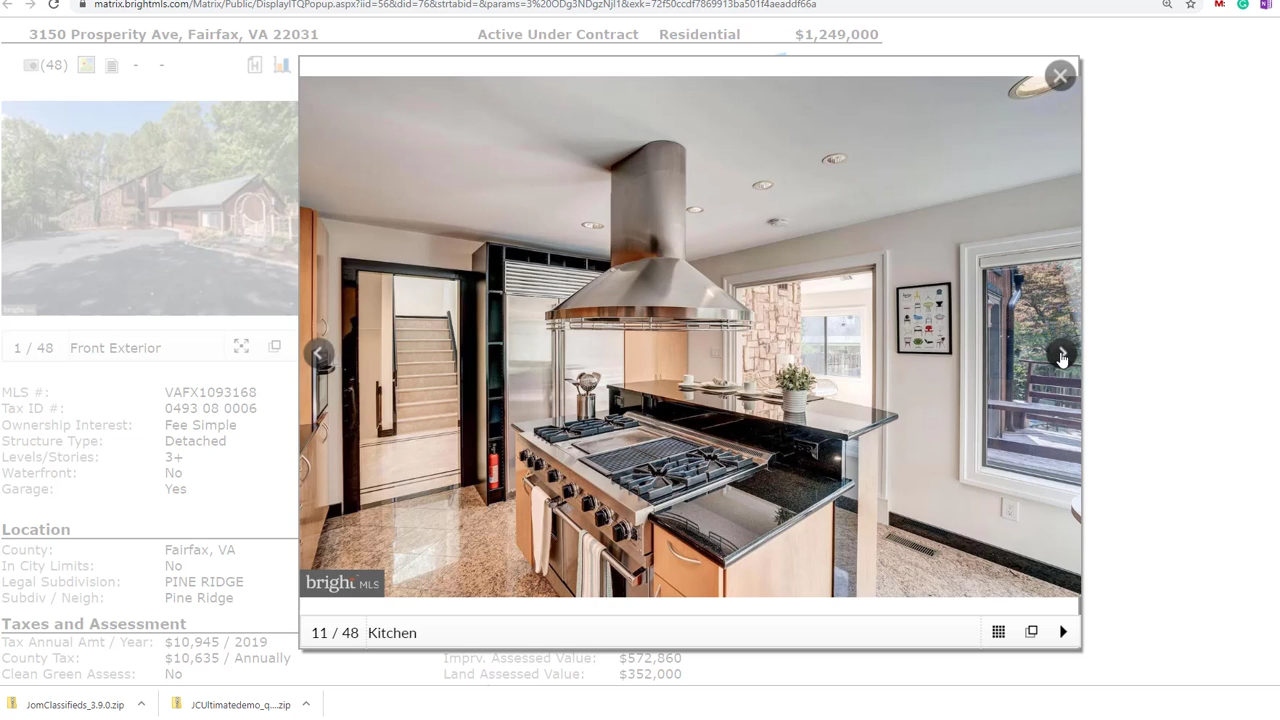 matrix.brightmls.com/Matrix/Public/DisplayITQPopup.aspx?iid=56&did=76&strtabid=&params=3%20ODg3NDgzNjI1&exk=72f50ccdf7869913ba501f4aeaddf66a
3150 Prosperity Ave, Fairfax, VA 22031 Active Under Contract Residential $1,249,000
(48) - -
bright MLS
11 / 48 Kitchen
1 / 48 Front Exterior
MLS #: VAFX1093168
Tax ID #: 0493 08 0006
Ownership Interest: Fee Simple
Structure Type: Detached
Levels/Stories: 3+
Waterfront: No
Garage: Yes
Location
County: Fairfax, VA
In City Limits: No
Legal Subdivision: PINE RIDGE
Subdiv / Neigh: Pine Ridge
Taxes and Assessment
Tax Annual Amt / Year: $10,945 / 2019
County Tax: $10,635 / Annually Imprv. Assessed Value: $572,860
Clean Green Assess: No Land Assessed Value: $352,000
JomClassifieds_3.9.0.zip JCUltimatedemo_q....zip